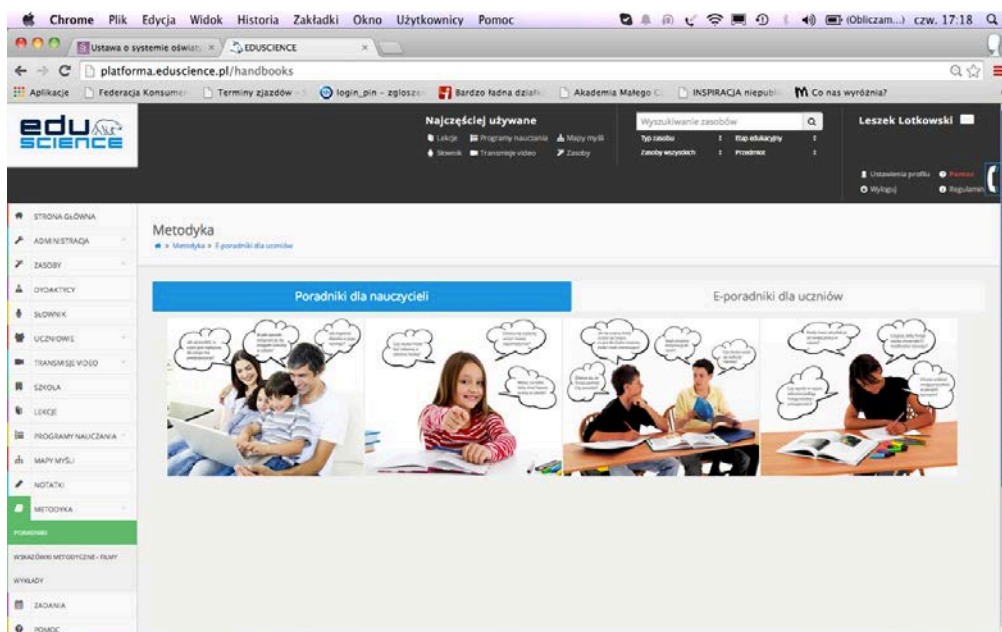 Chrome Plik Edycja Widok Historia Zakładki Okno Użytkownicy Pomoc (Obliczam...) czw. 17:18
Ustawa o systemie oświat
EDUSCIENCE
platforma.eduscience.pl/handbooks
Aplikacje Federacja Konsumen Terminy zjazdów - login_pin - zglosze Bardzo ładna działk Akademia Małego C INSPIRACJA niepubli Co nas wyróżnia?
edu
SCIENCE
Najczęściej używane
Lekcje Programy nauczania Mapy myśli
Słownik Transmisje video Zasoby
Wyszukiwanie zasobów
Typ zasobu Etap edukacyjny
Zasoby wszystkich Przedmiot
Leszek Lotkowski
Ustawienia profilu Pomoc
Wyloguj Regulamin
STRONA GŁÓWNA
ADMINISTRACJA
ZASOBY
DYDAKTYCY
SŁOWNIK
UCZNIOWIE
TRANSMISJE VIDEO
SZKOŁA
LEKCJE
PROGRAMY NAUCZANIA
MAPY MYŚLI
NOTATKI
METODYKA
PORADNIKI
WSKAZÓWKI METODYCZNE - FILMY
WYKŁADY
ZADANIA
POMOC
Metodyka
» Metodyka » E-poradniki dla uczniów
Poradniki dla nauczycieli
E-poradniki dla uczniów